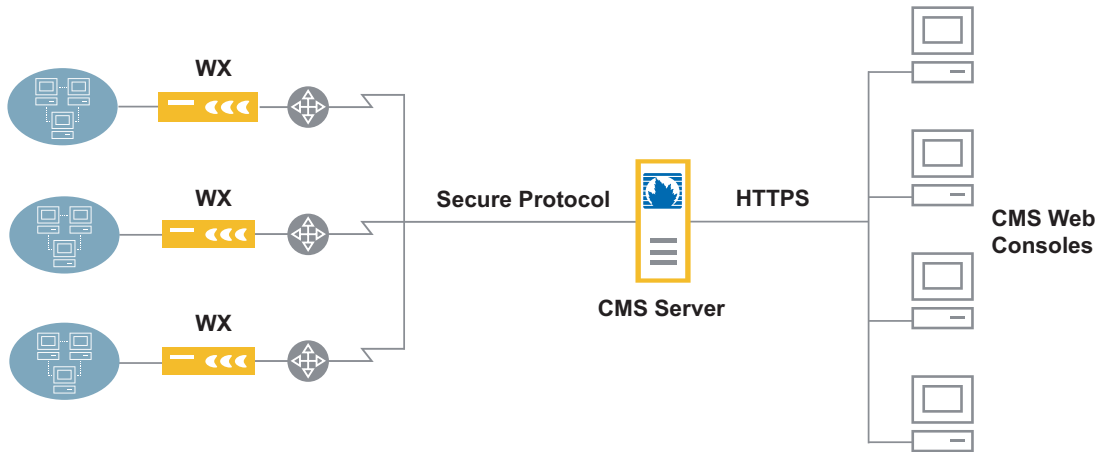 WX
WX
WX
Secure Protocol
CMS Server
HTTPS
CMS Web
Consoles